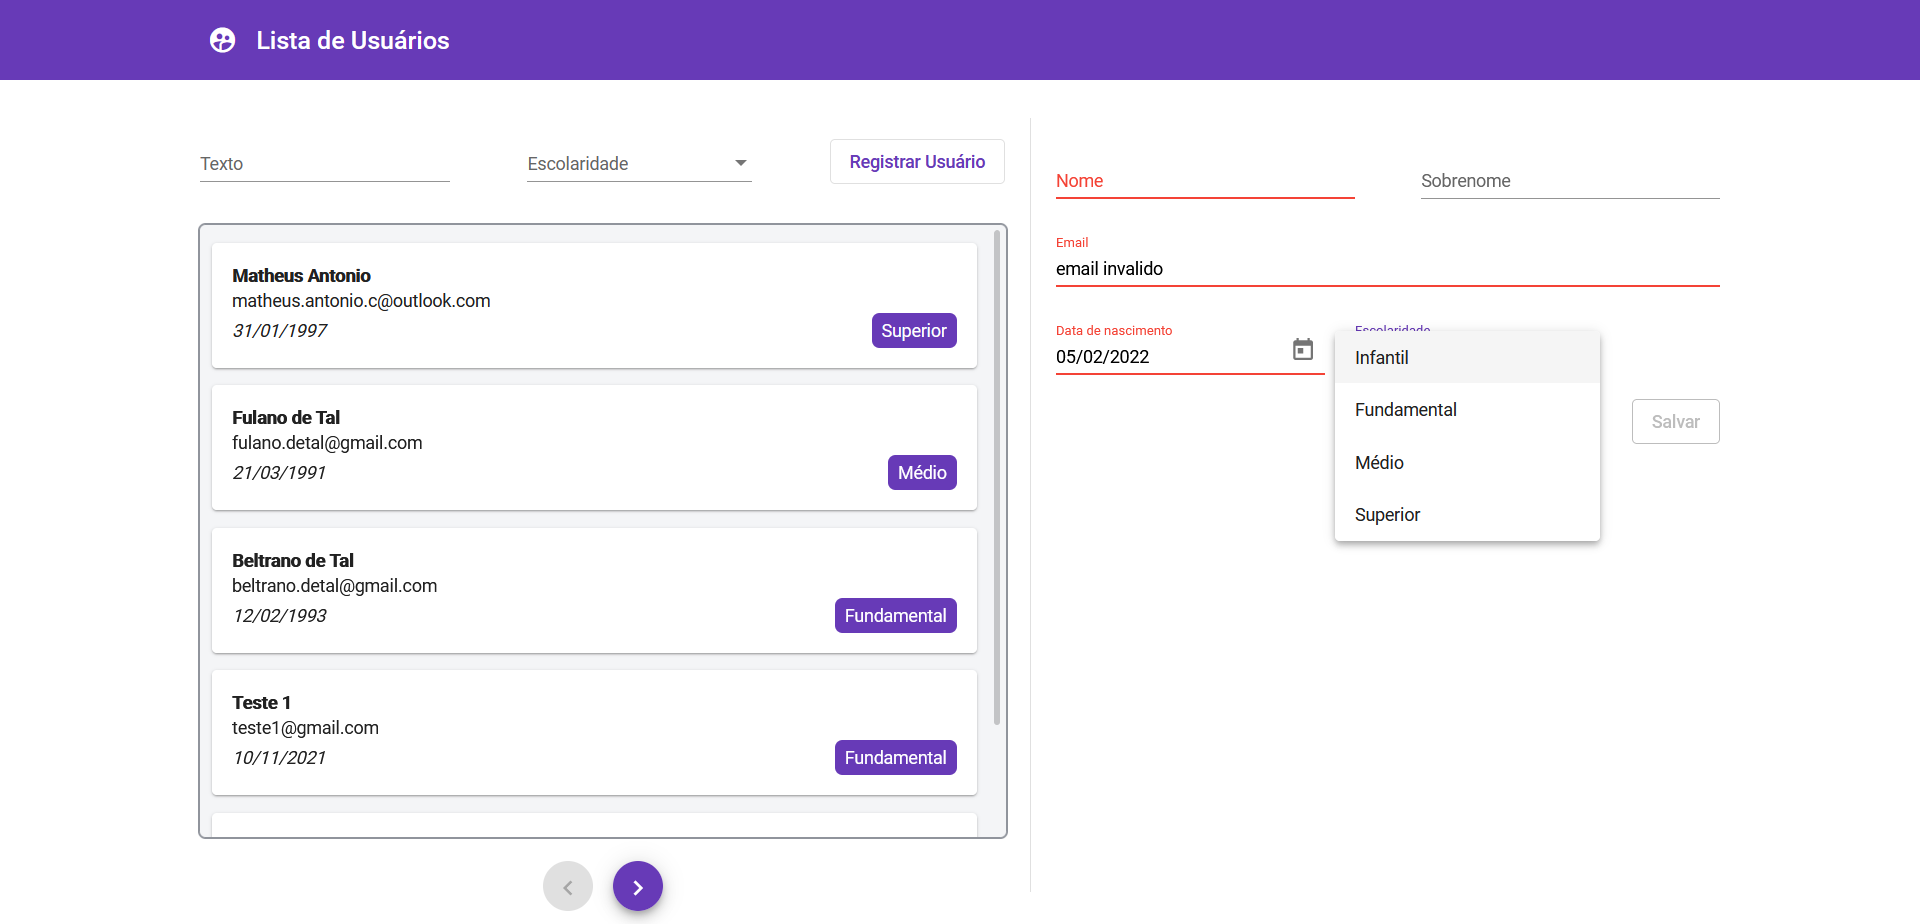 Lista de Usuários
Texto
Escolaridade
Registrar Usuário
Matheus Antonio
matheus.antonio.c@outlook.com
31/01/1997
Superior
Fulano de Tal
fulano.detal@gmail.com
21/03/1991
Médio
Beltrano de Tal
beltrano.detal@gmail.com
12/02/1993
Fundamental
Teste 1
teste1@gmail.com
10/11/2021
Fundamental
Nome
Sobrenome
Email
email invalido
Data de nascimento
05/02/2022
Escolaridade
Infantil
Fundamental
Médio
Superior
Salvar